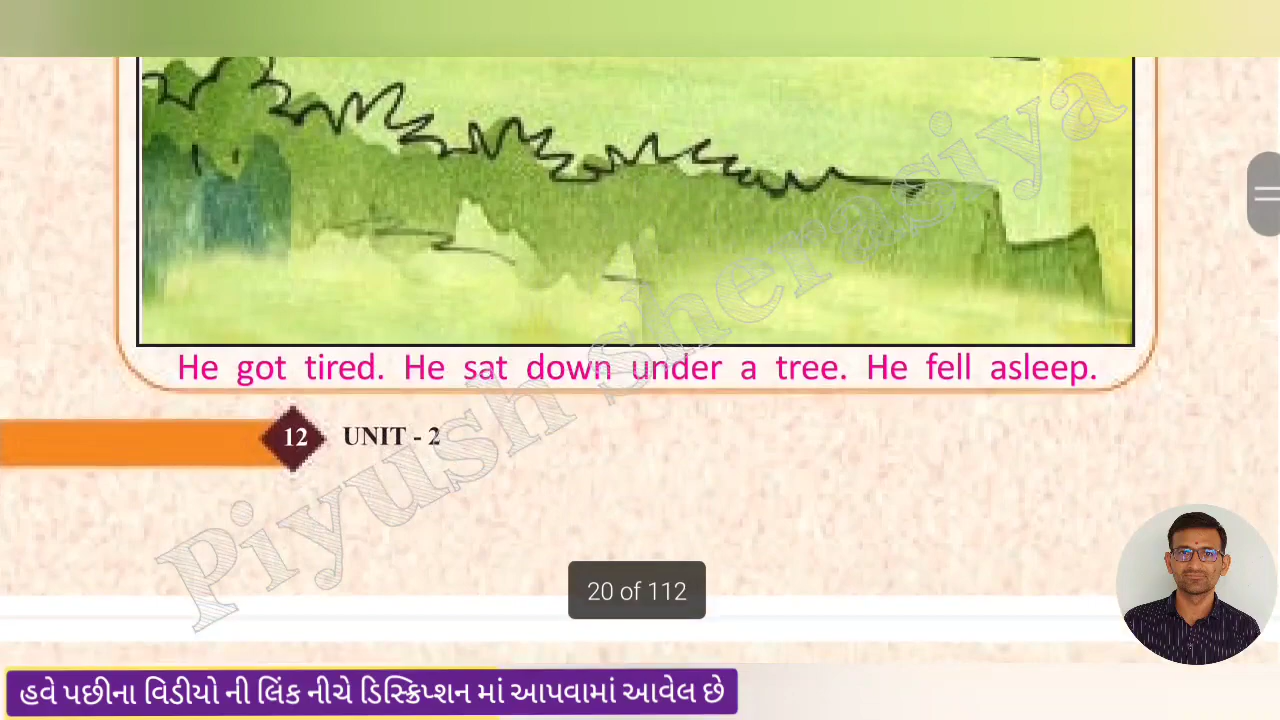 He got tired. He sat down under a tree. He fell asleep.
12 UNIT - 2
Piyush sherasiya
20 of 112
હવે પછીના વિડીયો ની લિંક નીચે ડિસ્ક્રિપ્શન માં આપવામાં આવેલ છે